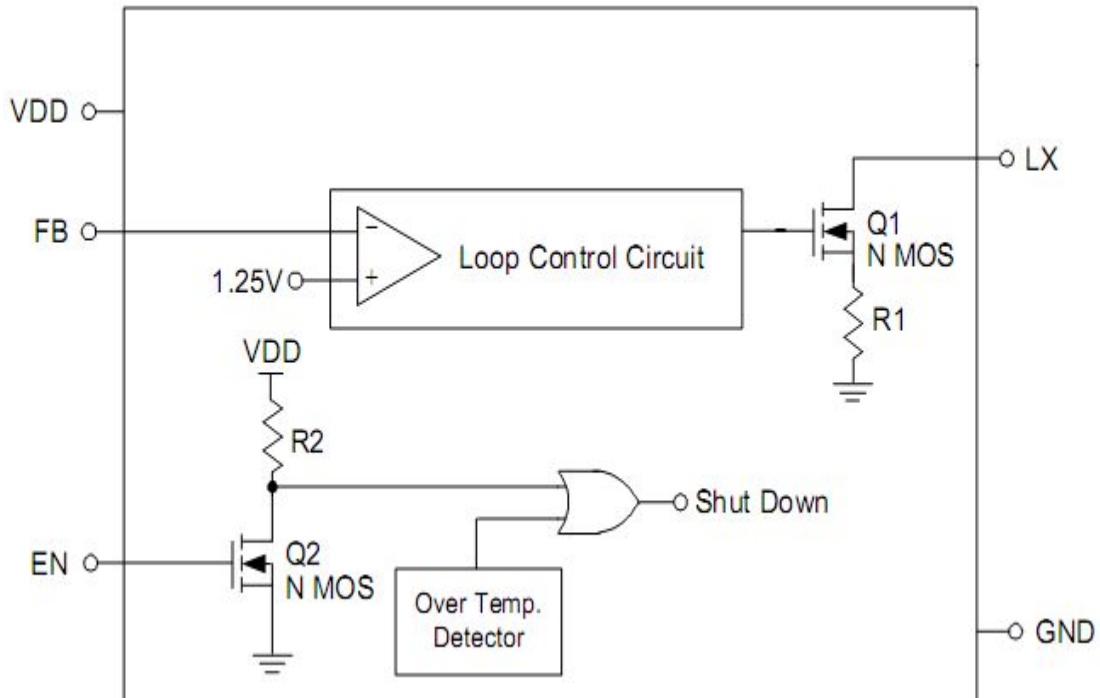 VDD
LX
FB
−
1.25V
+
Loop Control Circuit
Q1
N MOS
R1
VDD
R2
Shut Down
EN
Q2
N MOS
Over Temp.
Detector
GND